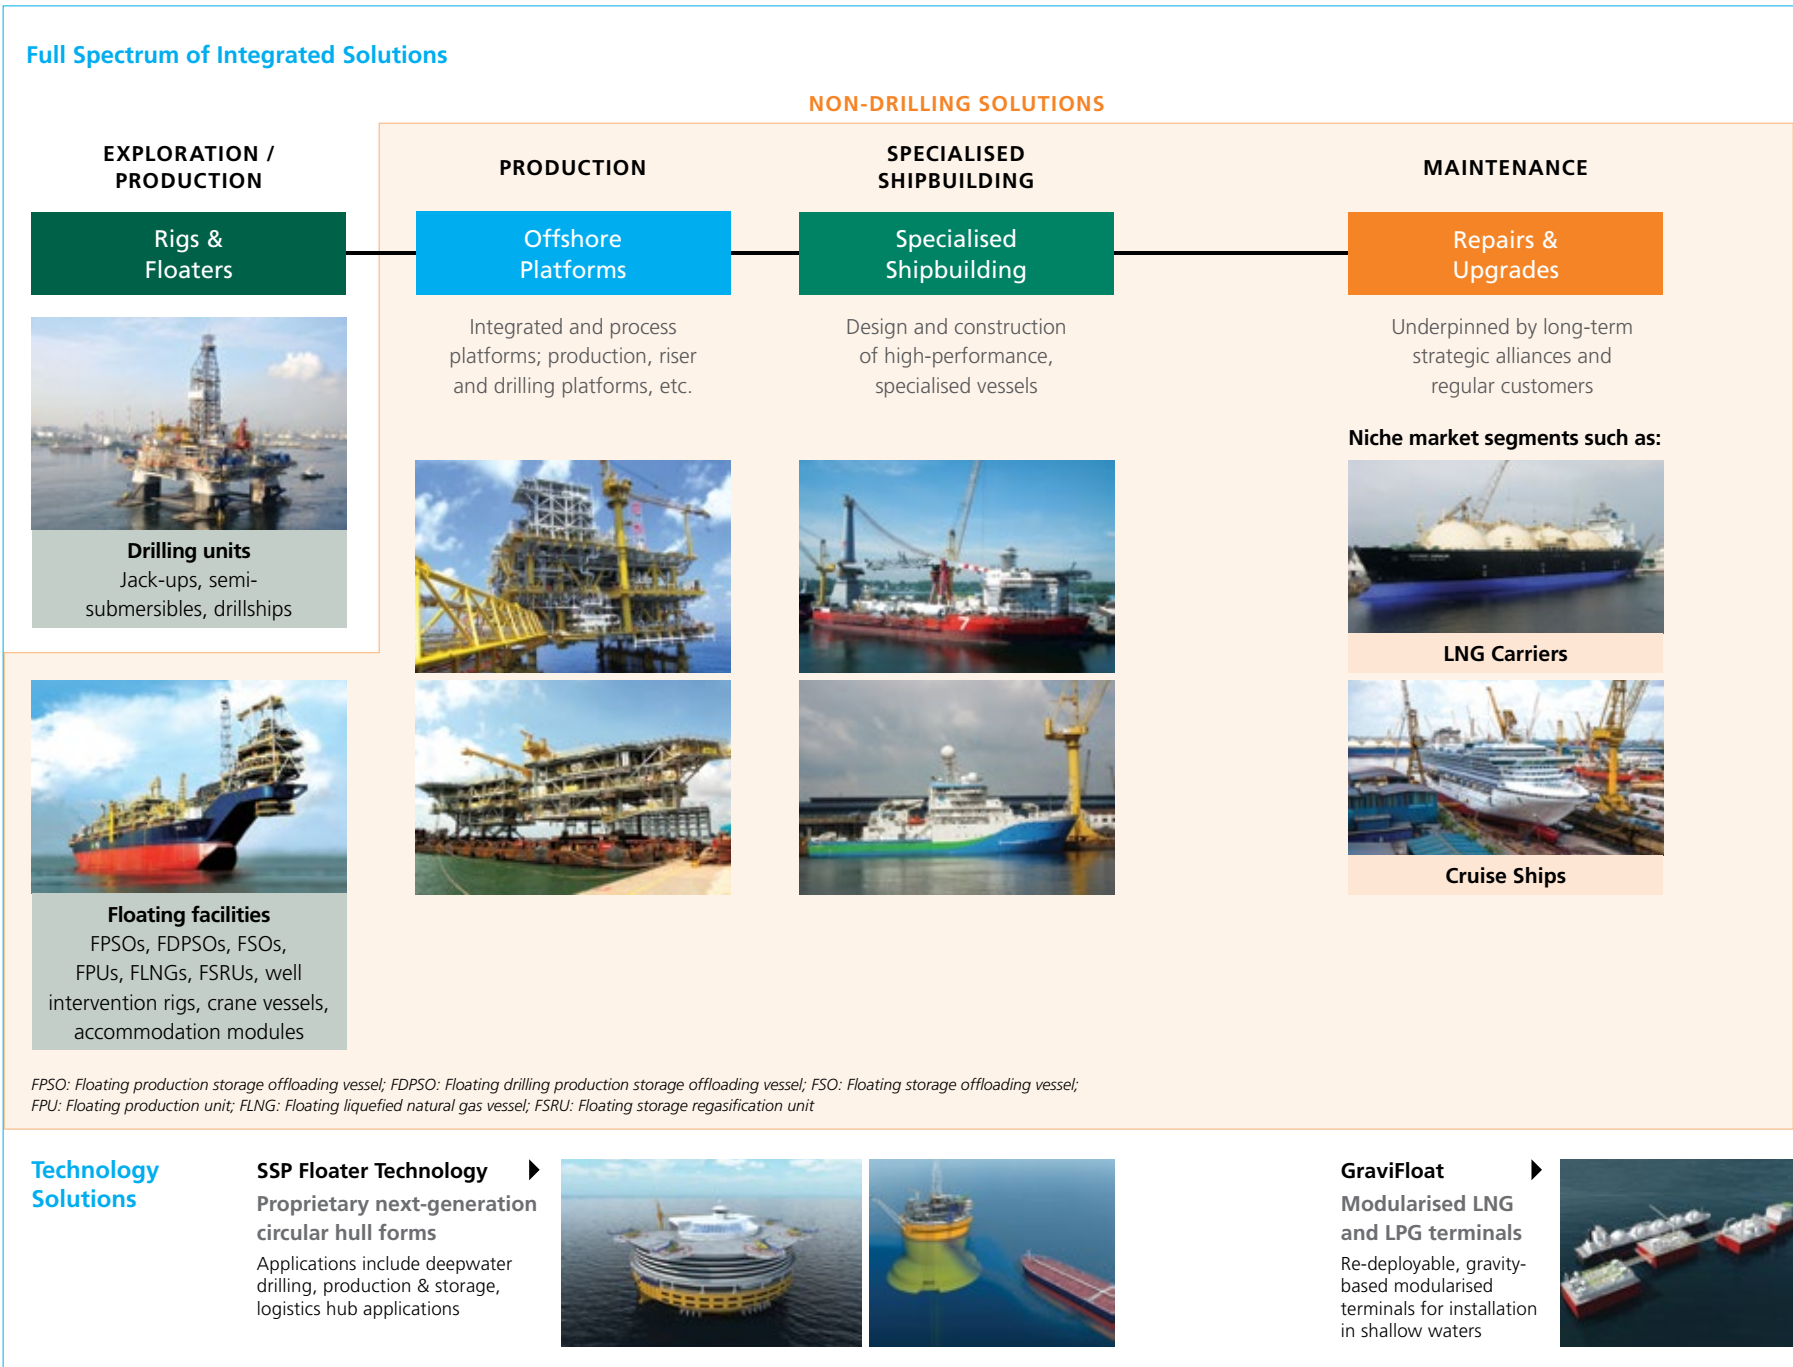 Full Spectrum of Integrated Solutions
NON-DRILLING SOLUTIONS
EXPLORATION /
PRODUCTION
Rigs &
Floaters
Drilling units
Jack-ups, semi-
submersibles, drillships
Floating facilities
FPSOs, FDPSOs, FSOs,
FPUs, FLNGs, FSRUs, well
intervention rigs, crane vessels,
accommodation modules
PRODUCTION
Offshore
Platforms
Integrated and process
platforms; production, riser
and drilling platforms, etc.
SPECIALISED
SHIPBUILDING
Specialised
Shipbuilding
Design and construction
of high-performance,
specialised vessels
7
MAINTENANCE
Repairs &
Upgrades
Underpinned by long-term
strategic alliances and
regular customers
Niche market segments such as:
LNG Carriers
Cruise Ships
FPSO: Floating production storage offloading vessel; FDPSO: Floating drilling production storage offloading vessel; FSO: Floating storage offloading vessel;
FPU: Floating production unit; FLNG: Floating liquefied natural gas vessel; FSRU: Floating storage regasification unit
Technology
Solutions
SSP Floater Technology
Proprietary next-generation
circular hull forms
Applications include deepwater
drilling, production & storage,
logistics hub applications
GraviFloat
Modularised LNG
and LPG terminals
Re-deployable, gravity-
based modularised
terminals for installation
in shallow waters